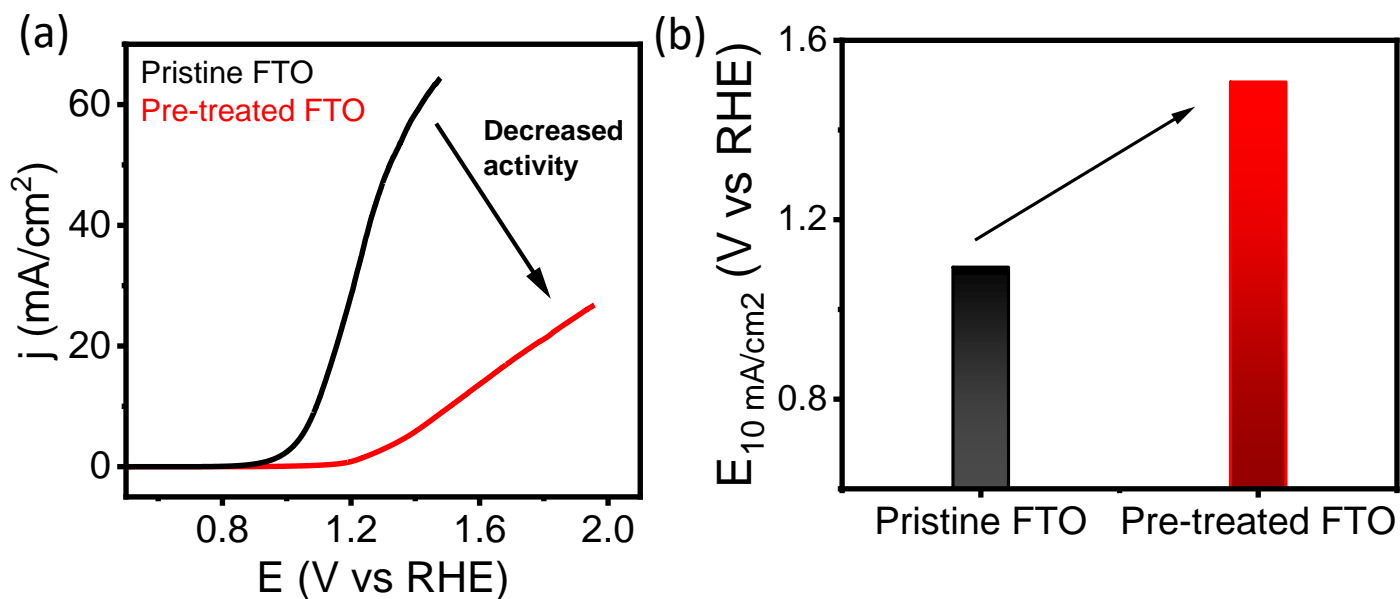 (a)
Pristine FTO
Pre-treated FTO
Decreased
activity
60
40
20
0
j (mA/cm²)
0.8
1.2
1.6
2.0
E (V vs RHE)
(b)
1.6
1.2
0.8
E10 mA/cm2 (V vs RHE)
Pristine FTO
Pre-treated FTO